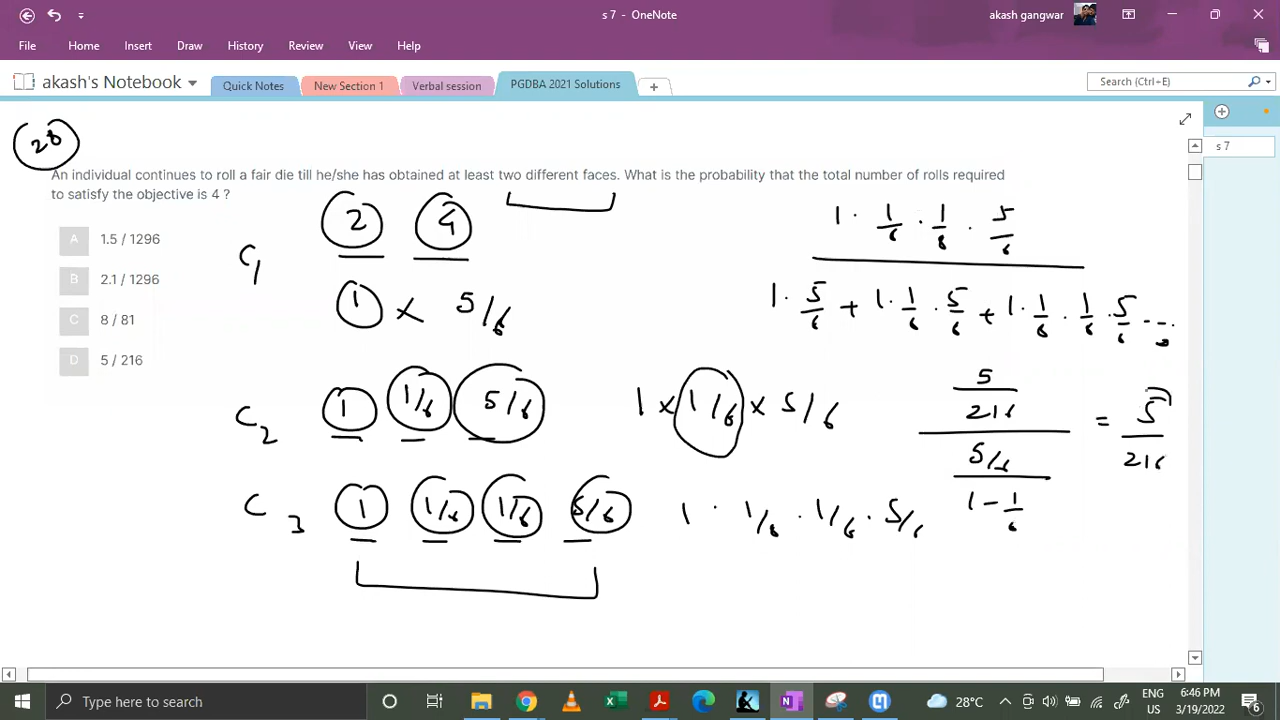 s 7 - OneNote
akash gangwar
File Home Insert Draw History Review View Help
akash's Notebook Quick Notes New Section 1 Verbal session PGDBA 2021 Solutions + Search (Ctrl+E)
s 7
28
An individual continues to roll a fair die till he/she has obtained at least two different faces. What is the probability that the total number of rolls required
to satisfy the objective is 4 ?
A 1.5 / 1296
B 2.1 / 1296
C 8 / 81
D 5 / 216
C1 2 4
1 × 5/6
C2 1 1/6 5/6 1 × 1/6 × 5/6
C3 1 1/6 1/6 5/6 1 · 1/6 · 1/6 · 5/6
1 · 1/6 · 1/6 · 5/6
1 · 5/6 + 1 · 1/6 · 5/6 + 1 · 1/6 · 1/6 · 5/6 ...
5/216
5/6
1 - 1/6
= 5/216
Type here to search 28°C ENG US 6:46 PM 3/19/2022 6